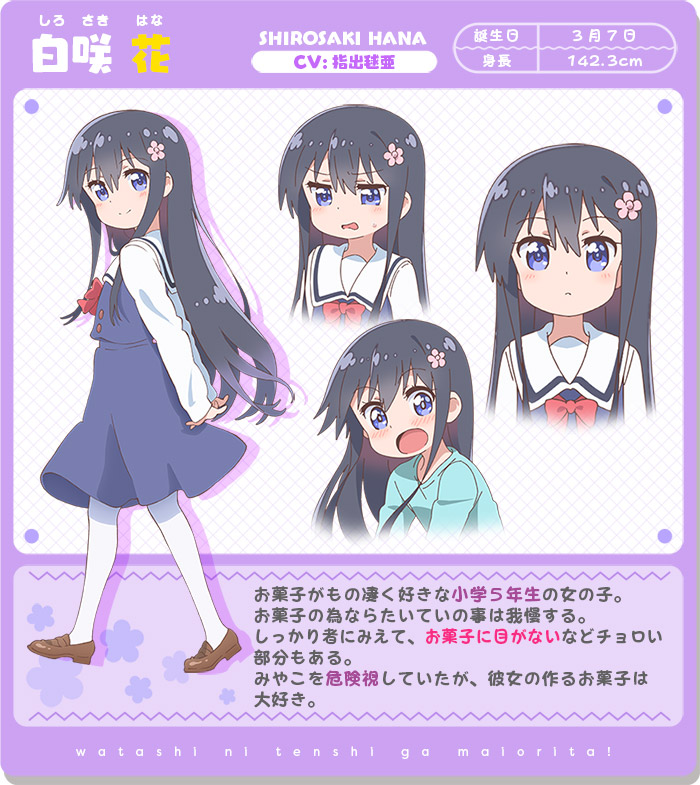 しろ さき はな
白咲 花
SHIROSAKI HANA
CV: 指出毬亜
誕生日 3月7日
身長 142.3cm
お菓子がもの凄く好きな小学5年生の女の子。
お菓子の為ならたいていの事は我慢する。
しっかり者にみえて、お菓子に目がないなどチョロい
部分もある。
みやこを危険視していたが、彼女の作るお菓子は
大好き。
watashi ni tenshi ga maiorita!